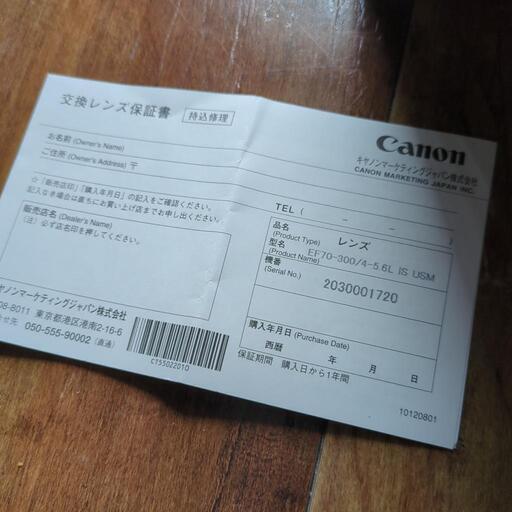 交換レンズ保証書 持込修理
Canon
キヤノンマーケティングジャパン株式会社
CANON MARKETING JAPAN INC.
お名前 (Owner's Name)
ご住所 (Owner's Address) 〒
TEL ( - - )
☆「販売店印」「購入年月日」の記入をご確認ください。
記入なき場合は直ちにお買い上げ店までお申し出ください。
販売店名 (Dealer's Name)
(注) 必ず店名印を押してください。
品名
(Product Type) レンズ
型名
(Product Name) EF70-300/4-5.6L IS USM
機番
(Serial No.) 2030001720
購入年月日 (Purchase Date)
西暦 年 月 日
保証期間 購入日から1年間
ヤノンマーケティングジャパン株式会社
08-8011 東京都港区港南2-16-6
せ先 050-555-90002 (直通)
CT55022010
10120801